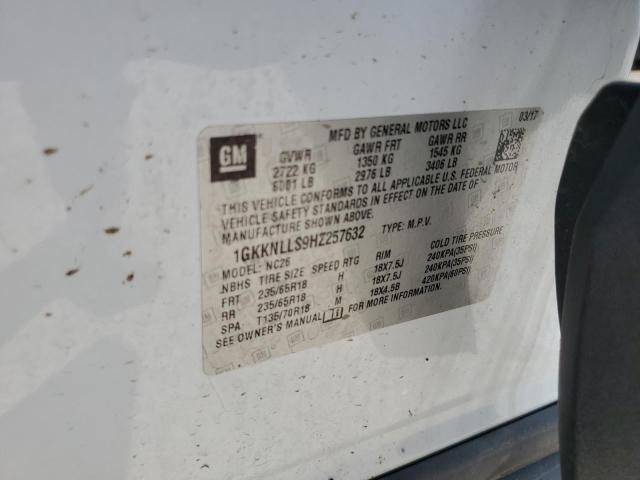 GM
MFD BY GENERAL MOTORS LLC 03/17
GVWR GAWR FRT GAWR RR
2722 KG 1350 KG 1545 KG
6001 LB 2976 LB 3406 LB
THIS VEHICLE CONFORMS TO ALL APPLICABLE U.S. FEDERAL MOTOR
VEHICLE SAFETY STANDARDS IN EFFECT ON THE DATE OF
MANUFACTURE SHOWN ABOVE.
1GKKNLLS9HZ257632 TYPE: M.P.V.
MODEL: NC26
NBHS TIRE SIZE SPEED RTG RIM COLD TIRE PRESSURE
FRT 235/65R18 H 18X7.5J 240KPA(35PSI)
RR 235/65R18 H 18X7.5J 240KPA(35PSI)
SPA T135/70R18 M 18X4.5B 420KPA(60PSI)
SEE OWNER'S MANUAL FOR MORE INFORMATION.